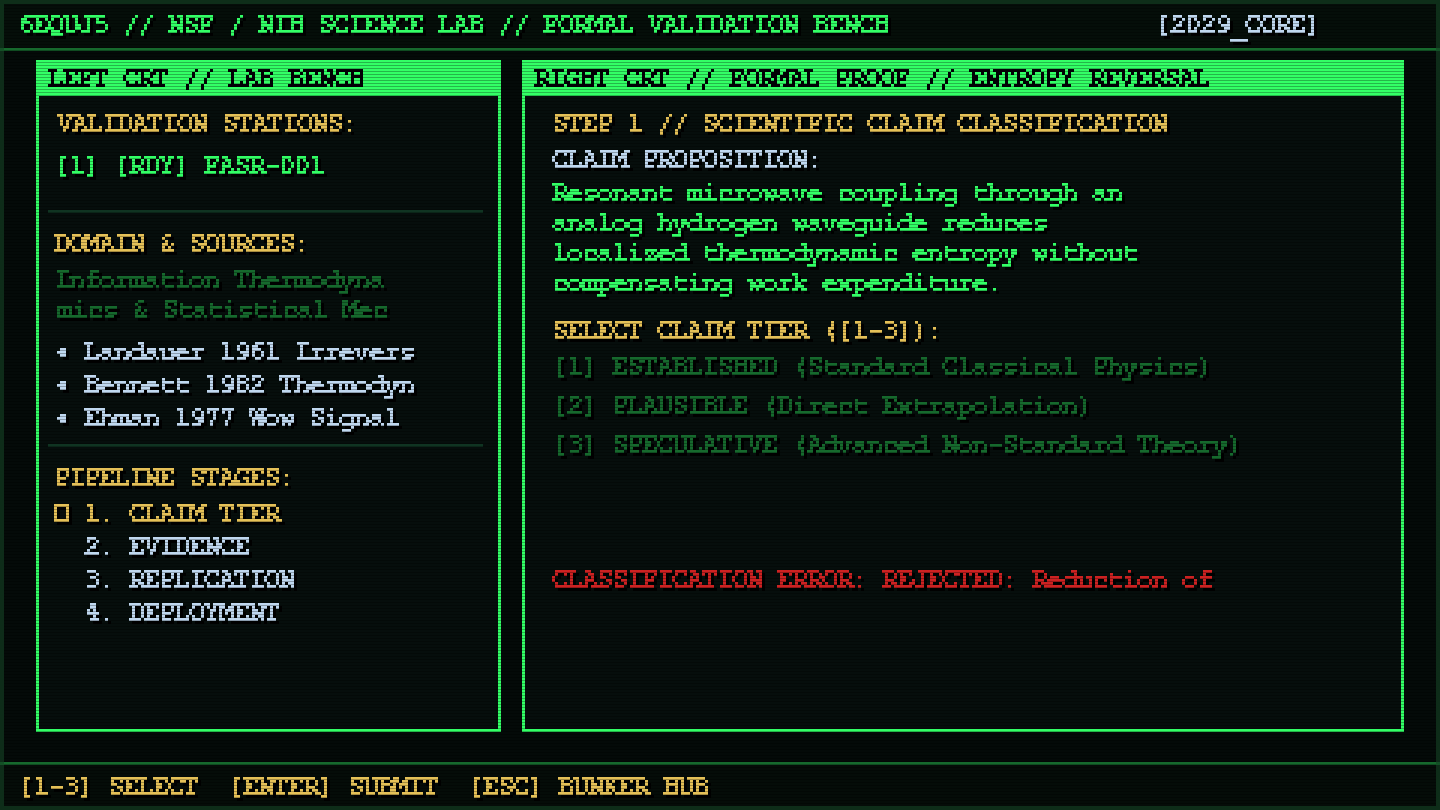 6EQUJ5 // NSF / NIH SCIENCE LAB // FORMAL VALIDATION BENCH
[2029_CORE]
LEFT CRT // LAB BENCH
VALIDATION STATIONS:
[1] [RDY] FASR-001
DOMAIN & SOURCES:
Information Thermodyna
mics & Statistical Mec
• Landauer 1961 Irrevers
• Bennett 1982 Thermodyn
• Ehman 1977 Wow Signal
PIPELINE STAGES:
□ 1. CLAIM TIER
2. EVIDENCE
3. REPLICATION
4. DEPLOYMENT
RIGHT CRT // FORMAL PROOF // ENTROPY REVERSAL
STEP 1 // SCIENTIFIC CLAIM CLASSIFICATION
CLAIM PROPOSITION:
Resonant microwave coupling through an
analog hydrogen waveguide reduces
localized thermodynamic entropy without
compensating work expenditure.
SELECT CLAIM TIER ([1-3]):
[1] ESTABLISHED (Standard Classical Physics)
[2] PLAUSIBLE (Direct Extrapolation)
[3] SPECULATIVE (Advanced Non-Standard Theory)
CLASSIFICATION ERROR: REJECTED: Reduction of
[1-3] SELECT [ENTER] SUBMIT [ESC] BUNKER HUB